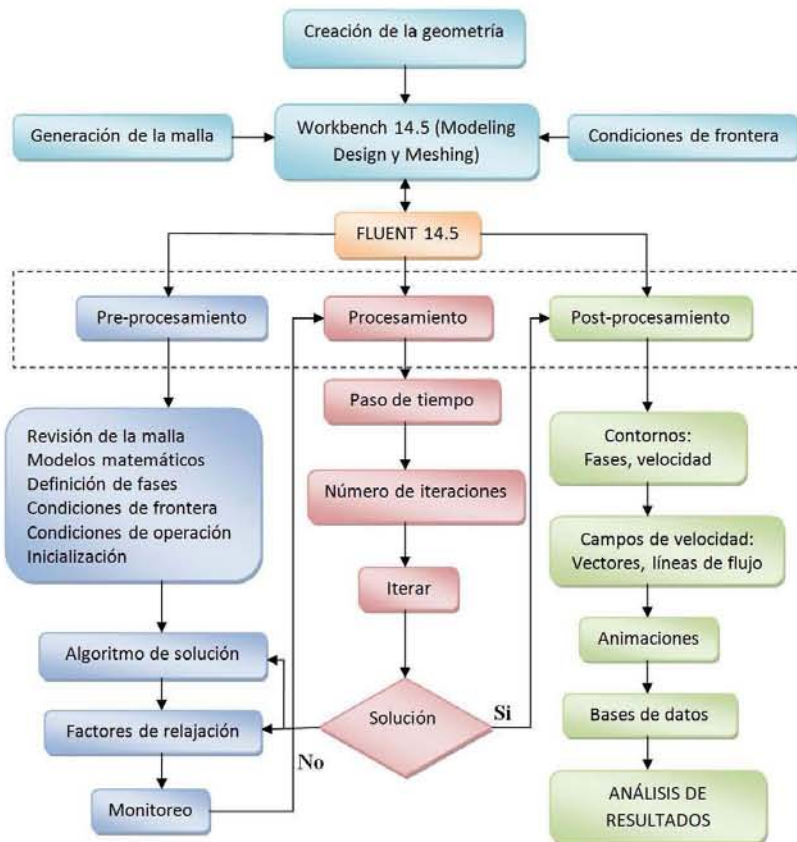 Creación de la geometría
Generación de la malla
Workbench 14.5 (Modeling
Design y Meshing)
Condiciones de frontera
FLUENT 14.5
Pre-procesamiento
Procesamiento
Post-procesamiento
Revisión de la malla
Modelos matemáticos
Definición de fases
Condiciones de frontera
Condiciones de operación
Inicialización
Algoritmo de solución
Factores de relajación
Monitoreo
Paso de tiempo
Número de iteraciones
Iterar
Solución
No
Si
Contornos:
Fases, velocidad
Campos de velocidad:
Vectores, líneas de flujo
Animaciones
Bases de datos
ANÁLISIS DE
RESULTADOS